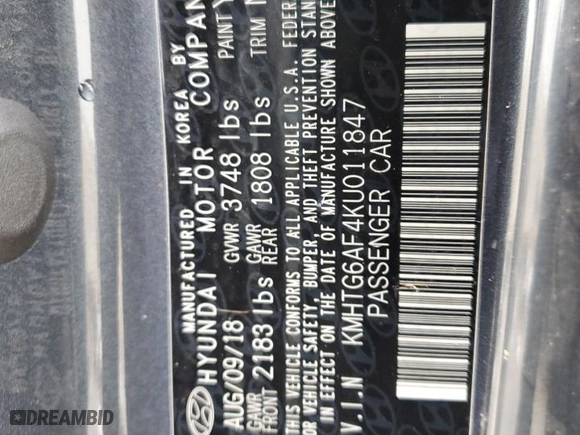 MANUFACTURED IN KOREA BY
HYUNDAI MOTOR COMPAN
AUG/09/18 GVWR 3748 lbs PAINT
GAWR FRONT 2183 lbs GAWR REAR 1808 lbs TRIM
THIS VEHICLE CONFORMS TO ALL APPLICABLE U.S.A. FEDER
OR VEHICLE SAFETY, BUMPER, AND THEFT PREVENTION STAN
IN EFFECT ON THE DATE OF MANUFACTURE SHOWN ABOVE
V.I.N KMHTG6AF4KU011847
PASSENGER CAR
DREAMBID